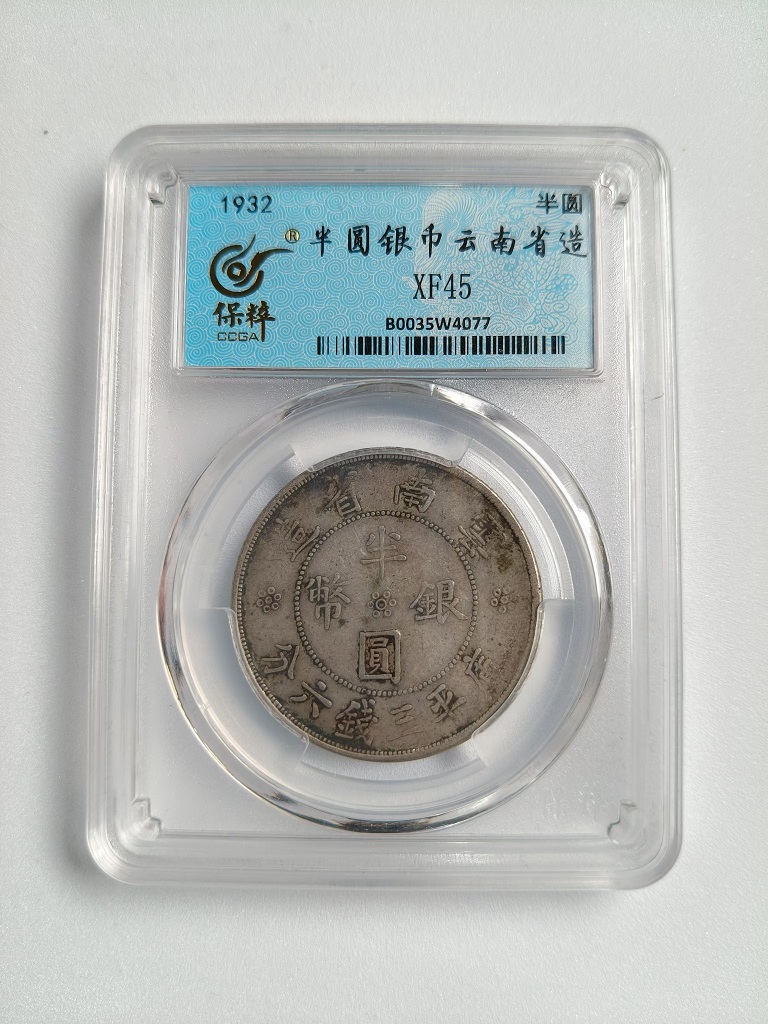 1932 半圆
® 半圆银币云南省造
保粹
CCGA
XF45
B0035W4077
雲南省造
半圓銀幣
庫平三錢六分